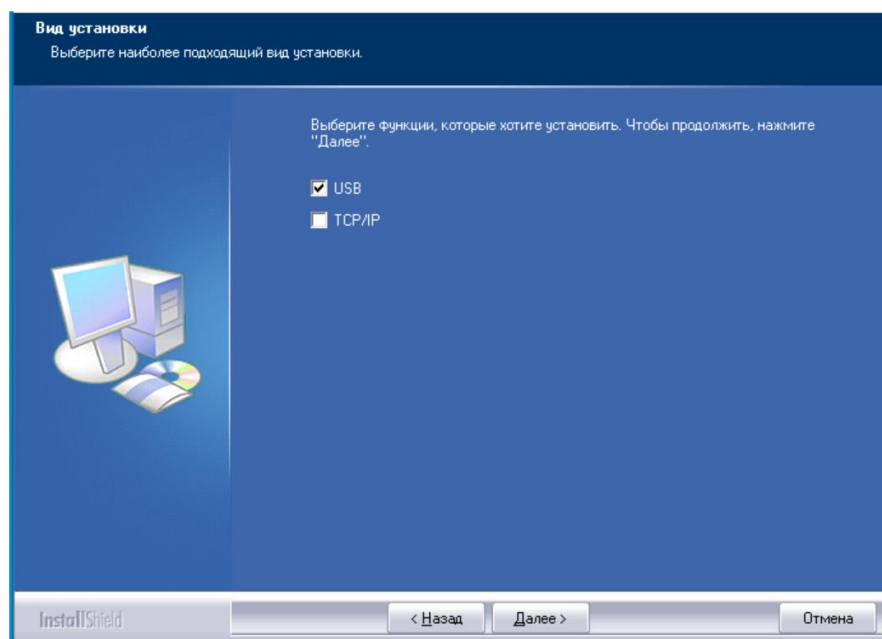 Вид установки
Выберите наиболее подходящий вид установки.
Выберите функции, которые хотите установить. Чтобы продолжить, нажмите
"Далее".
USB
TCP/IP
InstallShield
< Назад
Далее >
Отмена